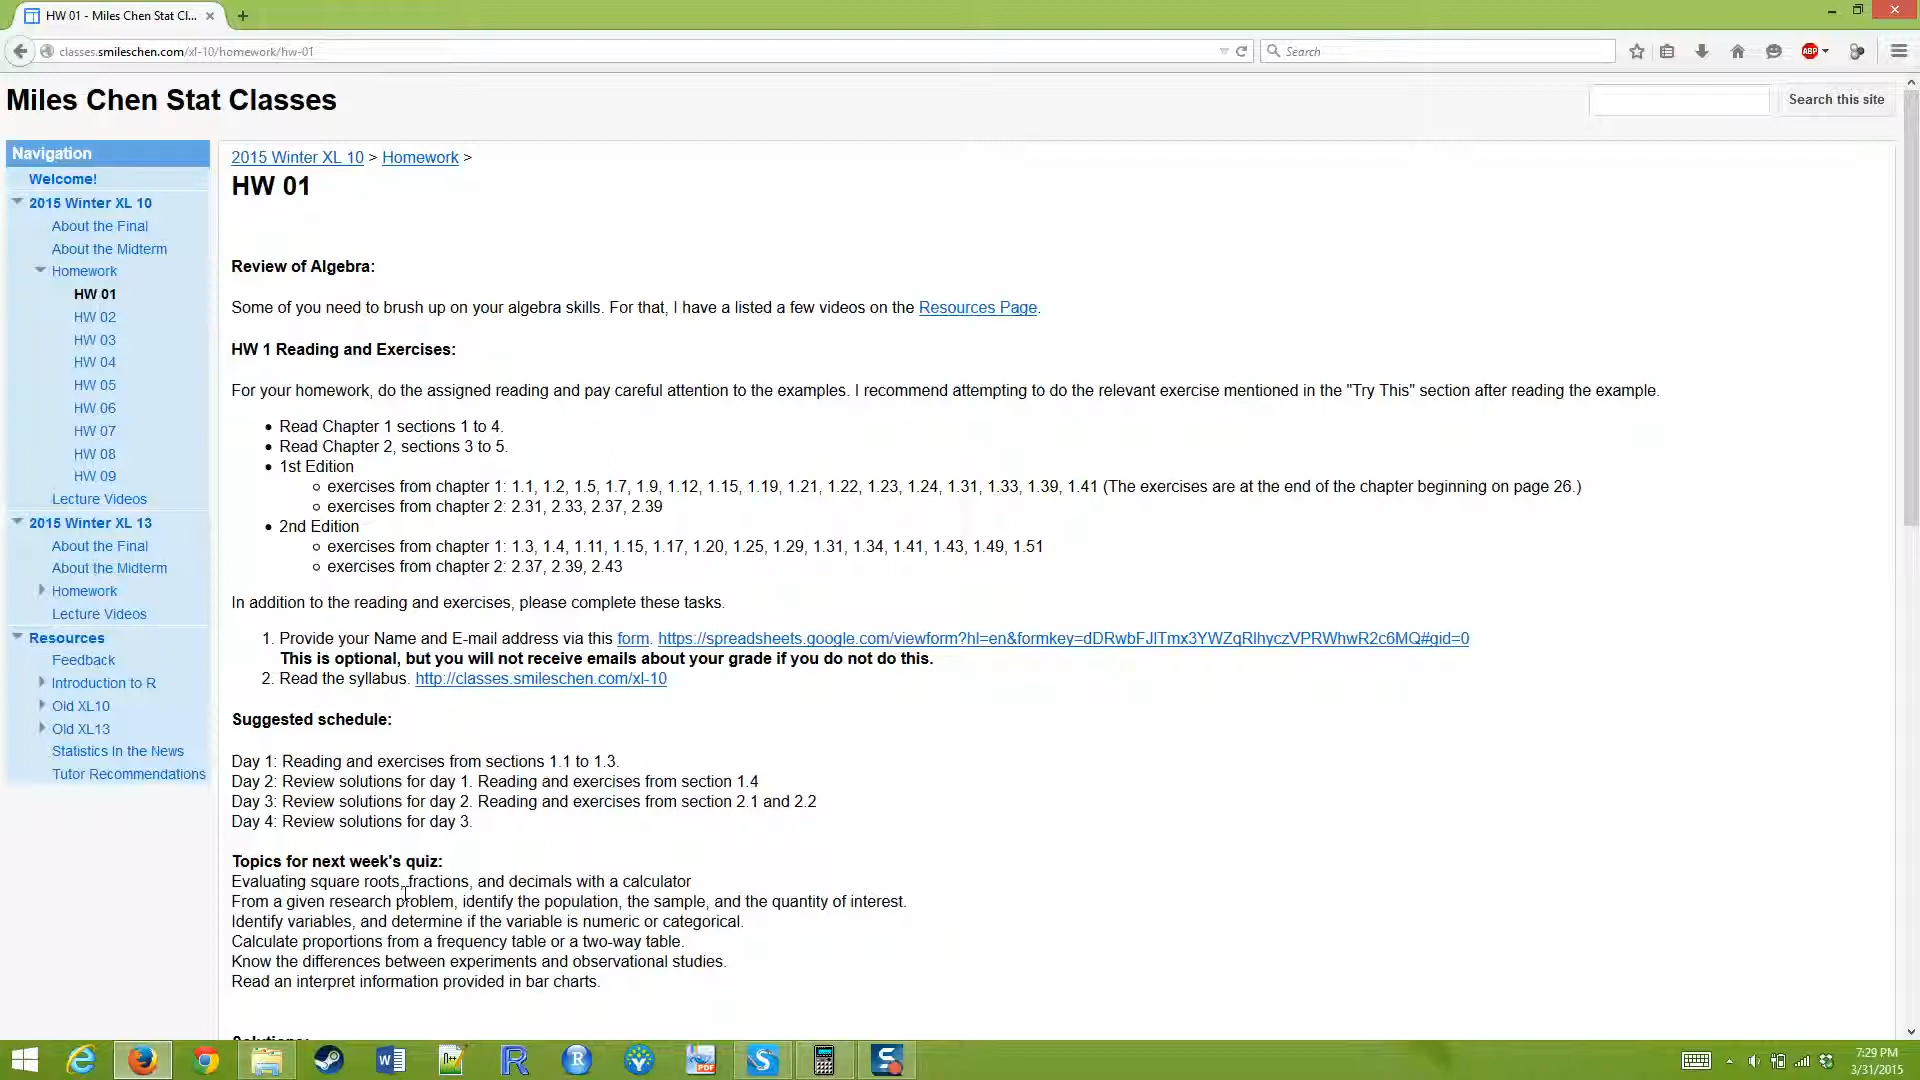 HW 01 - Miles Chen Stat Cl...
classes.smileschen.com/xl-10/homework/hw-01
Search
ABP
Miles Chen Stat Classes
Search this site
Navigation
Welcome!
2015 Winter XL 10
About the Final
About the Midterm
Homework
HW 01
HW 02
HW 03
HW 04
HW 05
HW 06
HW 07
HW 08
HW 09
Lecture Videos
2015 Winter XL 13
About the Final
About the Midterm
Homework
Lecture Videos
Resources
Feedback
Introduction to R
Old XL10
Old XL13
Statistics In the News
Tutor Recommendations
2015 Winter XL 10 > Homework >
HW 01
Review of Algebra:
Some of you need to brush up on your algebra skills. For that, I have a listed a few videos on the Resources Page.
HW 1 Reading and Exercises:
For your homework, do the assigned reading and pay careful attention to the examples. I recommend attempting to do the relevant exercise mentioned in the "Try This" section after reading the example.
Read Chapter 1 sections 1 to 4.
Read Chapter 2, sections 3 to 5.
1st Edition
exercises from chapter 1: 1.1, 1.2, 1.5, 1.7, 1.9, 1.12, 1.15, 1.19, 1.21, 1.22, 1.23, 1.24, 1.31, 1.33, 1.39, 1.41 (The exercises are at the end of the chapter beginning on page 26.)
exercises from chapter 2: 2.31, 2.33, 2.37, 2.39
2nd Edition
exercises from chapter 1: 1.3, 1.4, 1.11, 1.15, 1.17, 1.20, 1.25, 1.29, 1.31, 1.34, 1.41, 1.43, 1.49, 1.51
exercises from chapter 2: 2.37, 2.39, 2.43
In addition to the reading and exercises, please complete these tasks.
1. Provide your Name and E-mail address via this form. https://spreadsheets.google.com/viewform?hl=en&formkey=dDRwbFJlTmx3YWZqRlhyczVPRWhwR2c6MQ#gid=0
This is optional, but you will not receive emails about your grade if you do not do this.
2. Read the syllabus. http://classes.smileschen.com/xl-10
Suggested schedule:
Day 1: Reading and exercises from sections 1.1 to 1.3.
Day 2: Review solutions for day 1. Reading and exercises from section 1.4
Day 3: Review solutions for day 2. Reading and exercises from section 2.1 and 2.2
Day 4: Review solutions for day 3.
Topics for next week's quiz:
Evaluating square roots, fractions, and decimals with a calculator
From a given research problem, identify the population, the sample, and the quantity of interest.
Identify variables, and determine if the variable is numeric or categorical.
Calculate proportions from a frequency table or a two-way table.
Know the differences between experiments and observational studies.
Read an interpret information provided in bar charts.
Solutions:
7:29 PM
3/31/2015